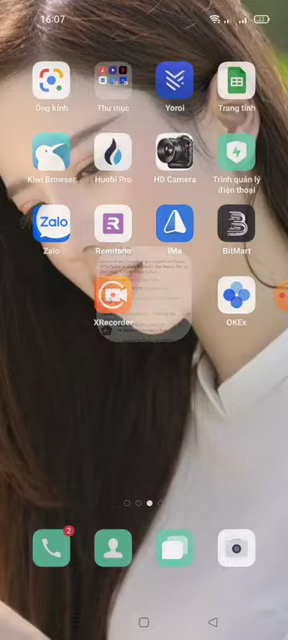 16:07
22
Ống kính
Thư mục
Yoroi
Trang tính
Kiwi Browser
Huobi Pro
HD Camera
Trình quản lý
điện thoại
Zalo
Zalo
Remitano
iMe
BitMart
XRecorder
OKEx
2